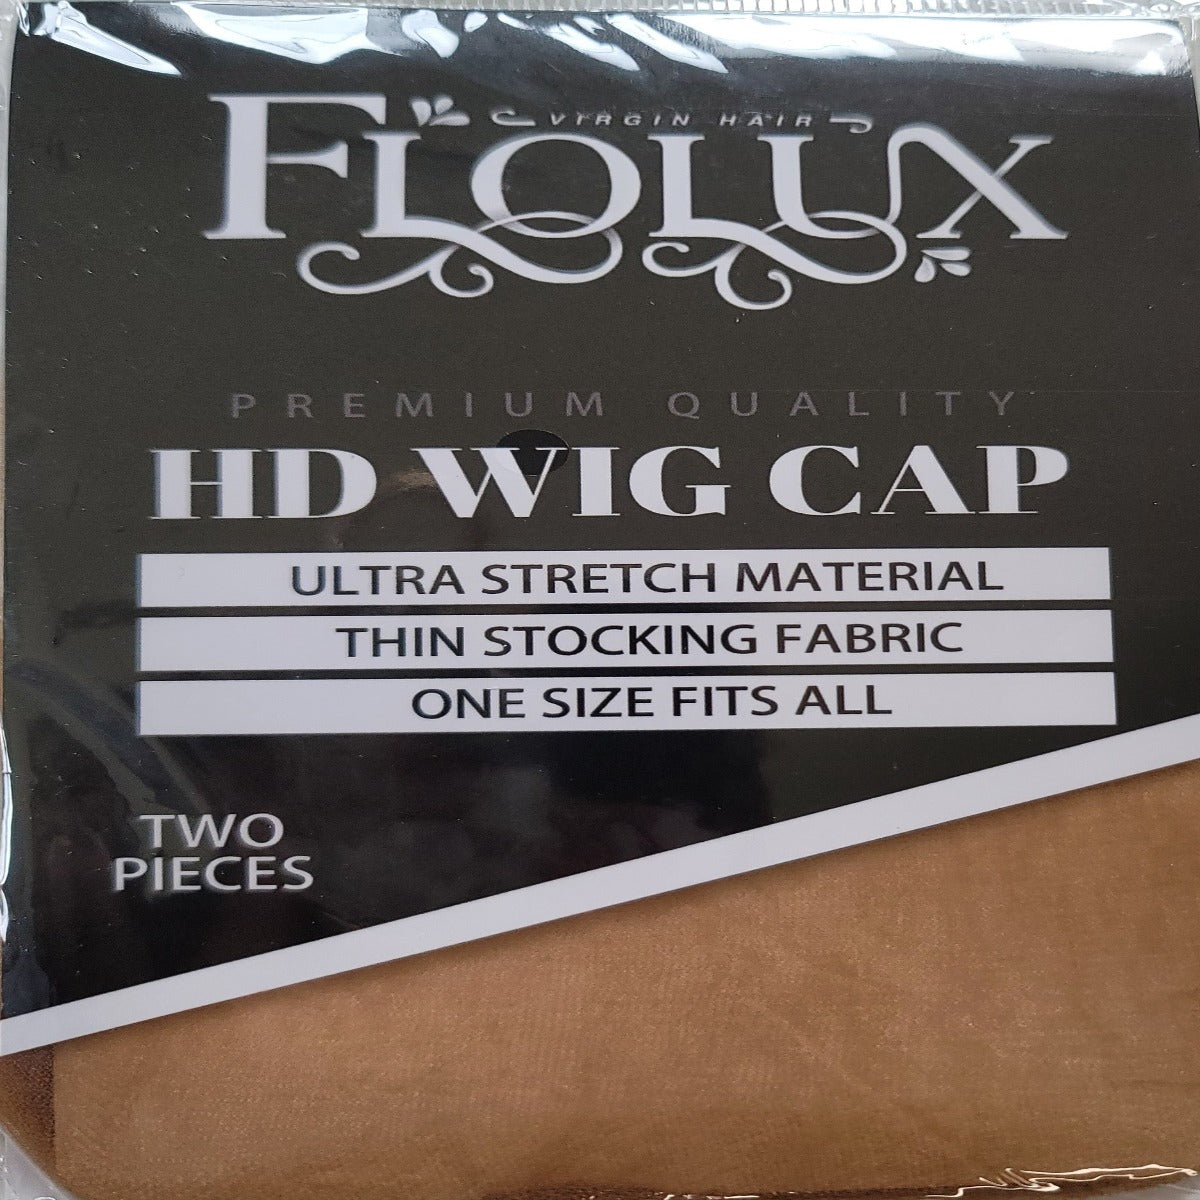 VIRGIN HAIR
FLOLUX
PREMIUM QUALITY
HD WIG CAP
ULTRA STRETCH MATERIAL
THIN STOCKING FABRIC
ONE SIZE FITS ALL
TWO
PIECES